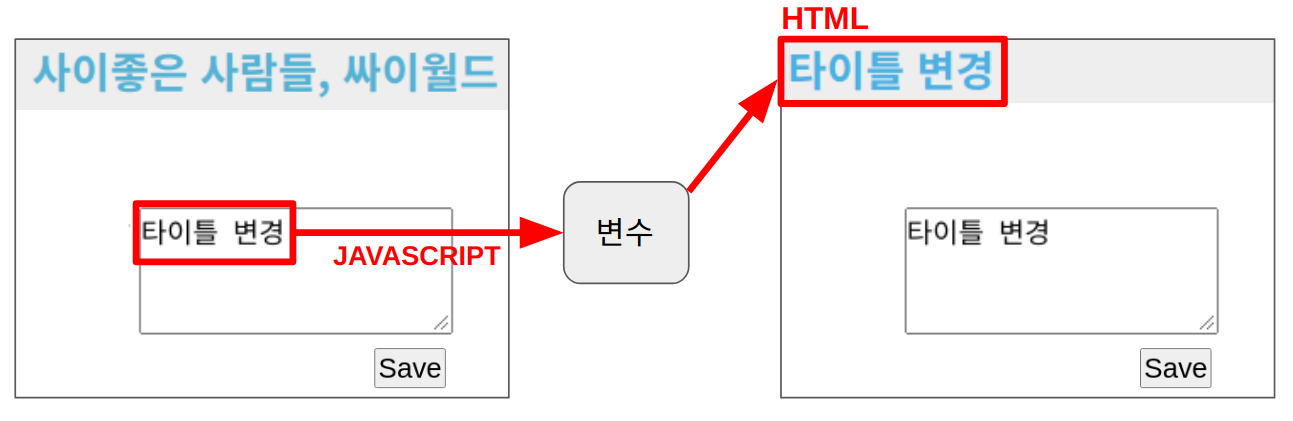 사이좋은 사람들, 싸이월드
타이틀 변경
JAVASCRIPT
Save
변수
HTML
타이틀 변경
타이틀 변경
Save